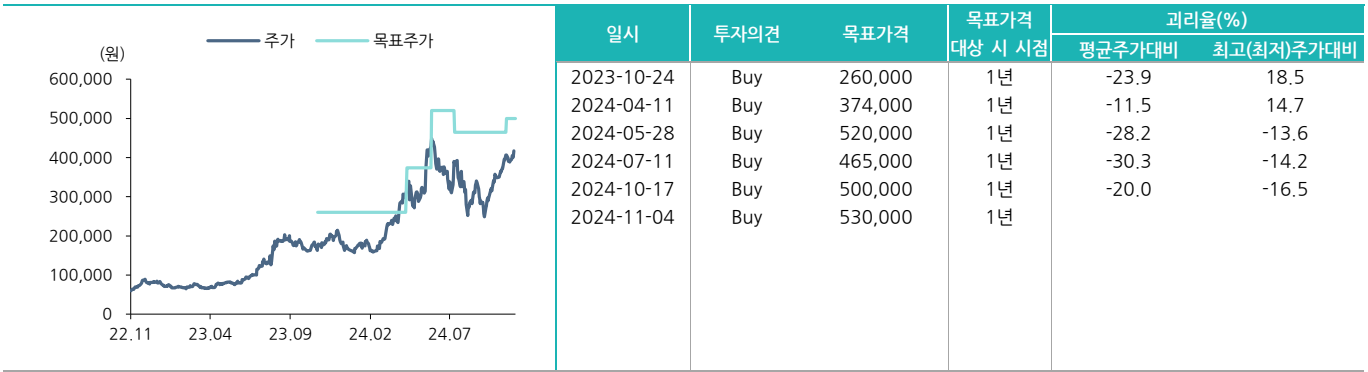 주가 목표주가
(원)
600,000
500,000
400,000
300,000
200,000
100,000
0
22.11 23.04 23.09 24.02 24.07
일시 투자의견 목표가격 목표가격 대상 시 시점 괴리율(%)
평균주가대비 최고(최저)주가대비
2023-10-24 Buy 260,000 1년 -23.9 18.5
2024-04-11 Buy 374,000 1년 -11.5 14.7
2024-05-28 Buy 520,000 1년 -28.2 -13.6
2024-07-11 Buy 465,000 1년 -30.3 -14.2
2024-10-17 Buy 500,000 1년 -20.0 -16.5
2024-11-04 Buy 530,000 1년